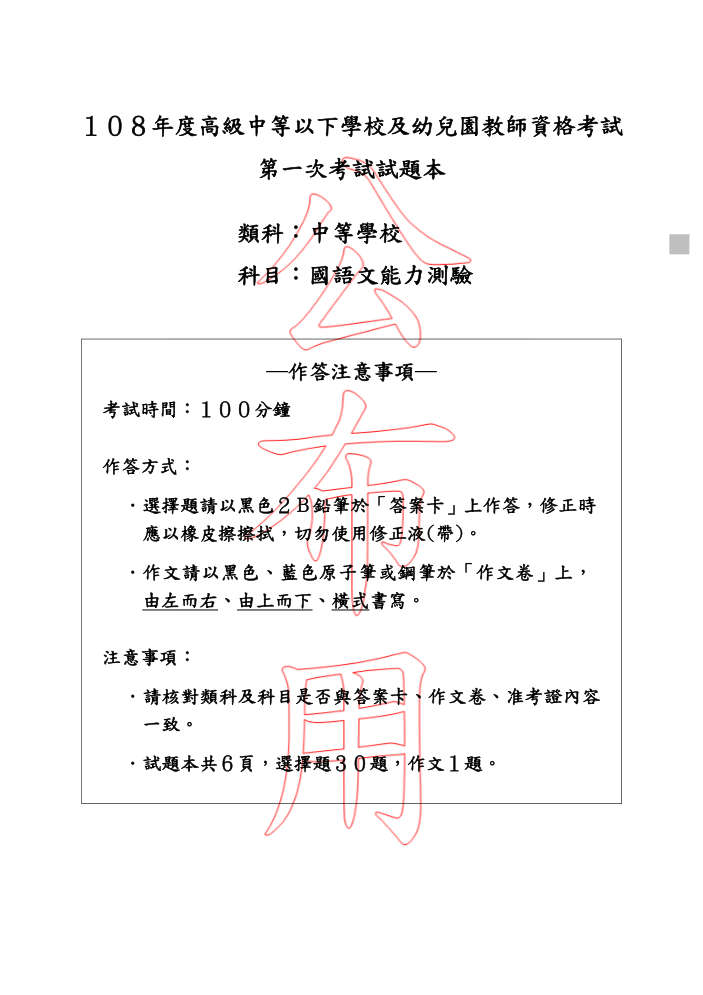 108年度高級中等以下學校及幼兒園教師資格考試
第一次考試試題本
類科：中等學校
科目：國語文能力測驗
—作答注意事項—
考試時間：100分鐘
作答方式：
·選擇題請以黑色2B鉛筆於「答案卡」上作答，修正時
應以橡皮擦擦拭，切勿使用修正液(帶)。
·作文請以黑色、藍色原子筆或鋼筆於「作文卷」上，
由左而右、由上而下、橫式書寫。
注意事項：
·請核對類科及科目是否與答案卡、作文卷、准考證內容
一致。
·試題本共6頁，選擇題30題，作文1題。
公布用